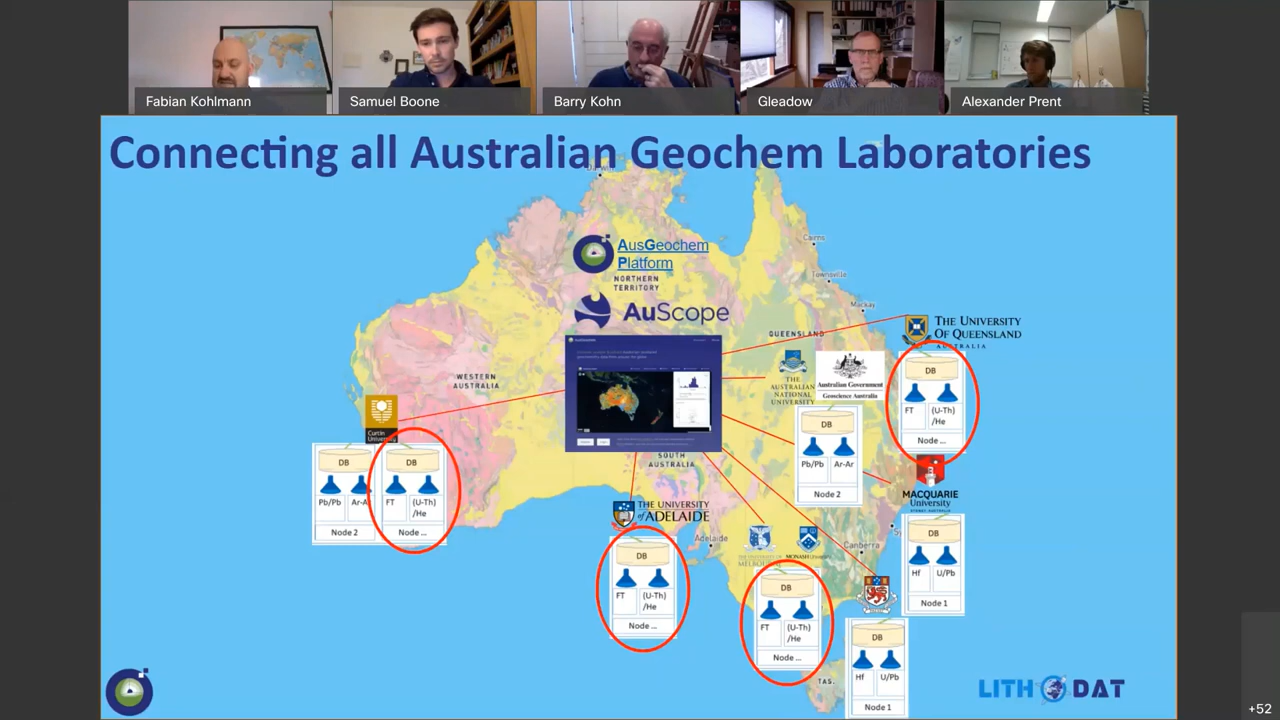 Fabian Kohlmann
Samuel Boone
Barry Kohn
Gleadow
Alexander Prent
Connecting all Australian Geochem Laboratories
AusGeochem
Platform
NORTHERN
TERRITORY
AuScope
Cairns
Townsville
Mackay
QUEENSLAND
THE UNIVERSITY
OF QUEENSLAND
AUSTRALIA
THE
AUSTRALIAN
NATIONAL
UNIVERSITY
Australian Government
Geoscience Australia
WESTERN
AUSTRALIA
Curtin
University
SOUTH
AUSTRALIA
DB
FT
(U-Th)
/He
Node ...
DB
Pb/Pb
Ar-Ar
Node 2
DB
Pb/Pb
Node 2
DB
FT
(U-Th)
/He
Node ...
MACQUARIE
University
SYDNEY AUSTRALIA
THE UNIVERSITY
of ADELAIDE
Adelaide
MONASH University
Canberra
DB
Hf
U/Pb
Node 1
DB
FT
(U-Th)
/He
Node ...
DB
FT
(U-Th)
/He
Node ...
DB
Hf
U/Pb
Node 1
TAS.
LITHODAT
+52